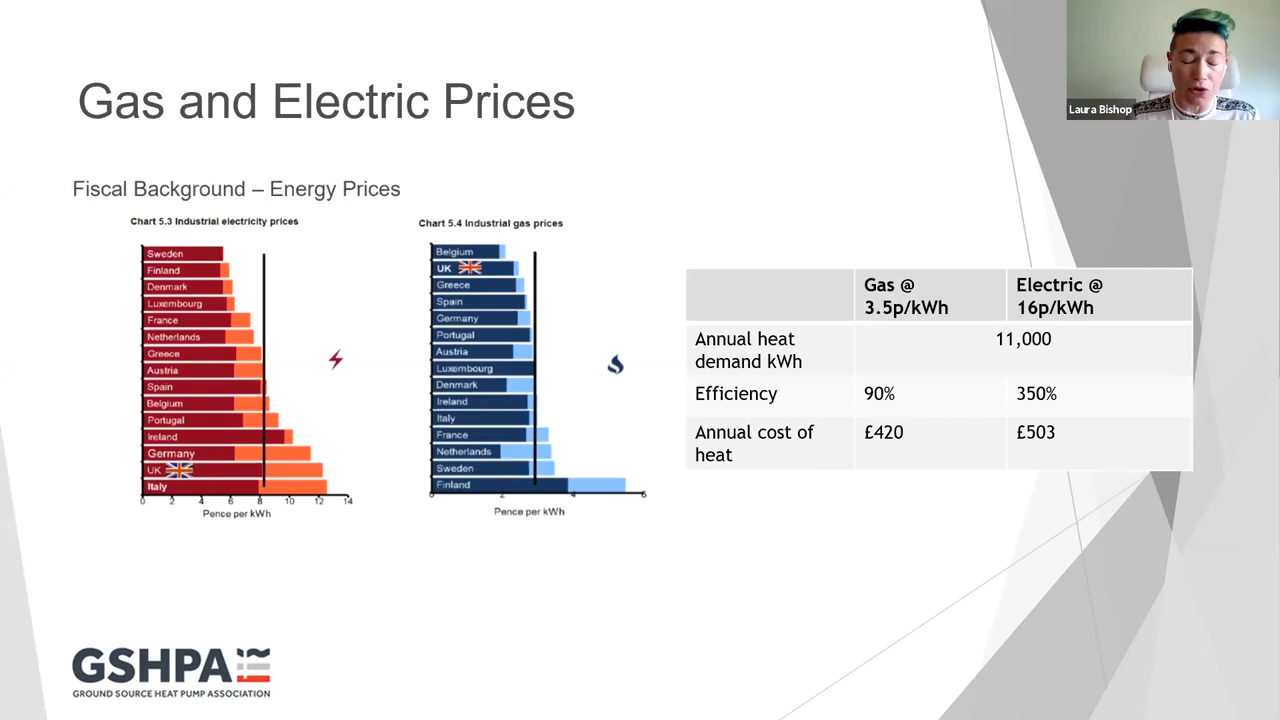 Laura Bishop
Gas and Electric Prices
Fiscal Background – Energy Prices
Chart 5.3 Industrial electricity prices
Sweden
Finland
Denmark
Luxembourg
France
Netherlands
Greece
Austria
Spain
Belgium
Portugal
Ireland
Germany
UK
Italy
0 2 4 6 8 10 12 14
Pence per kWh
Chart 5.4 Industrial gas prices
Belgium
UK
Greece
Spain
Germany
Portugal
Austria
Luxembourg
Denmark
Ireland
Italy
France
Netherlands
Sweden
Finland
0 2 4 6
Pence per kWh
Gas @ Electric @
3.5p/kWh 16p/kWh
Annual heat 11,000
demand kWh
Efficiency 90% 350%
Annual cost of £420 £503
heat
GSHPA
GROUND SOURCE HEAT PUMP ASSOCIATION